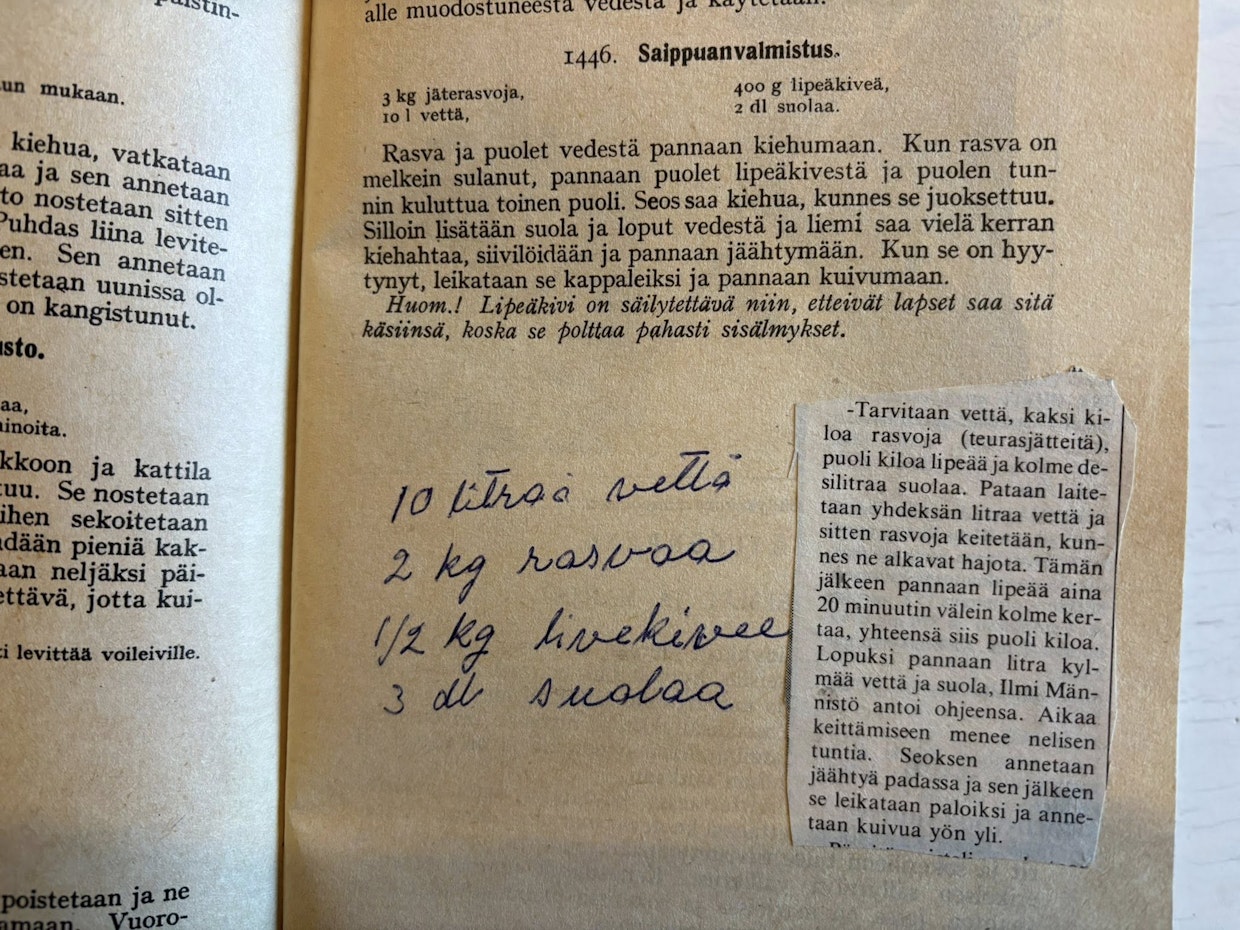 un mukaan.
kiehua, vatkataan
aa ja sen annetaan
to nostetaan sitten
Puhdas liina levite-
en. Sen annetaan
stetaan uunissa ol-
on kangistunut.
usto.
aa,
ainoita.
kkoon ja kattila
tuu. Se nostetaan
ihen sekoitetaan
dään pieniä kak-
aan neljäksi päi-
ettävä, jotta kui-
ti levittää voileiville.
poistetaan ja ne
amaan. Vuoro-
alle muodostuneesta vedestä ja käytetään.
1446. Saippuanvalmistus.
3 kg jäterasvoja,
10 l vettä,
400 g lipeäkiveä,
2 dl suolaa.
Rasva ja puolet vedestä pannaan kiehumaan. Kun rasva on
melkein sulanut, pannaan puolet lipeäkivestä ja puolen tun-
nin kuluttua toinen puoli. Seos saa kiehua, kunnes se juoksettuu.
Silloin lisätään suola ja loput vedestä ja liemi saa vielä kerran
kiehahtaa, siivilöidään ja pannaan jäähtymään. Kun se on hyy-
tynyt, leikataan se kappaleiksi ja pannaan kuivumaan.
Huom.! Lipeäkivi on säilytettävä niin, etteivät lapset saa sitä
käsiinsä, koska se polttaa pahasti sisälmykset.
10 litraa vettä
2 kg rasvaa
1/2 kg livekivee
3 dl suolaa
-Tarvitaan vettä, kaksi ki-
loa rasvoja (teurasjätteitä),
puoli kiloa lipeää ja kolme de-
silitraa suolaa. Pataan laite-
taan yhdeksän litraa vettä ja
sitten rasvoja keitetään, kun-
nes ne alkavat hajota. Tämän
jälkeen pannaan lipeää aina
20 minuutin välein kolme ker-
taa, yhteensä siis puoli kiloa.
Lopuksi pannaan litra kyl-
mää vettä ja suola, Ilmi Män-
nistö antoi ohjeensa. Aikaa
keittämiseen menee nelisen
tuntia. Seoksen annetaan
jäähtyä padassa ja sen jälkeen
se leikataan paloiksi ja anne-
taan kuivua yön yli.